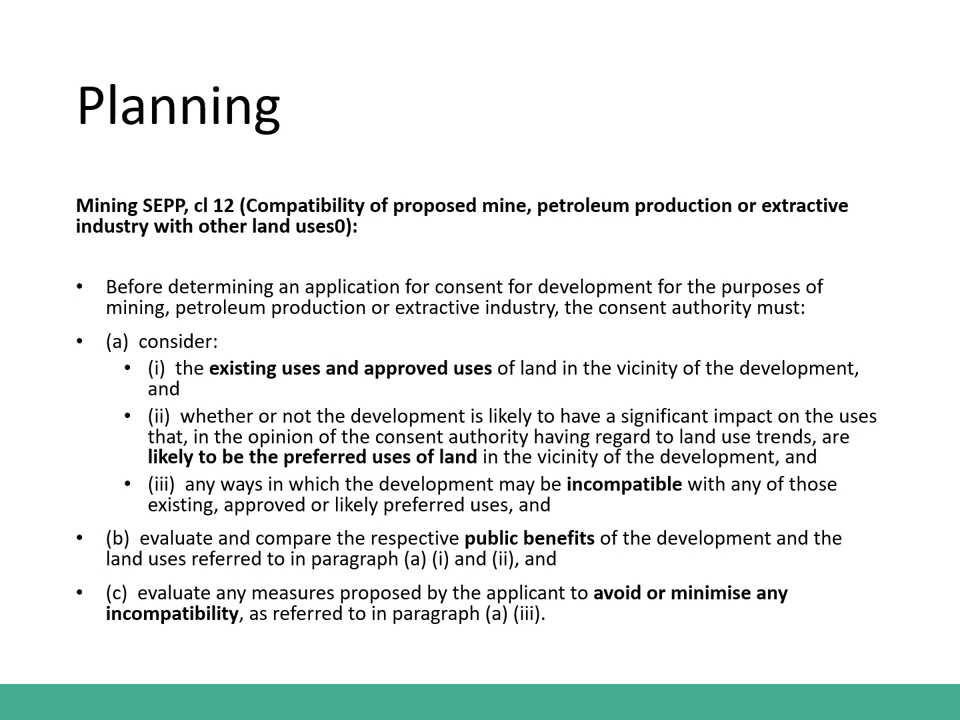 Planning
Mining SEPP, cl 12 (Compatibility of proposed mine, petroleum production or extractive
industry with other land uses0):
• Before determining an application for consent for development for the purposes of
mining, petroleum production or extractive industry, the consent authority must:
• (a)  consider:
• (i)  the existing uses and approved uses of land in the vicinity of the development,
and
• (ii)  whether or not the development is likely to have a significant impact on the uses
that, in the opinion of the consent authority having regard to land use trends, are
likely to be the preferred uses of land in the vicinity of the development, and
• (iii)  any ways in which the development may be incompatible with any of those
existing, approved or likely preferred uses, and
• (b)  evaluate and compare the respective public benefits of the development and the
land uses referred to in paragraph (a) (i) and (ii), and
• (c)  evaluate any measures proposed by the applicant to avoid or minimise any
incompatibility, as referred to in paragraph (a) (iii).